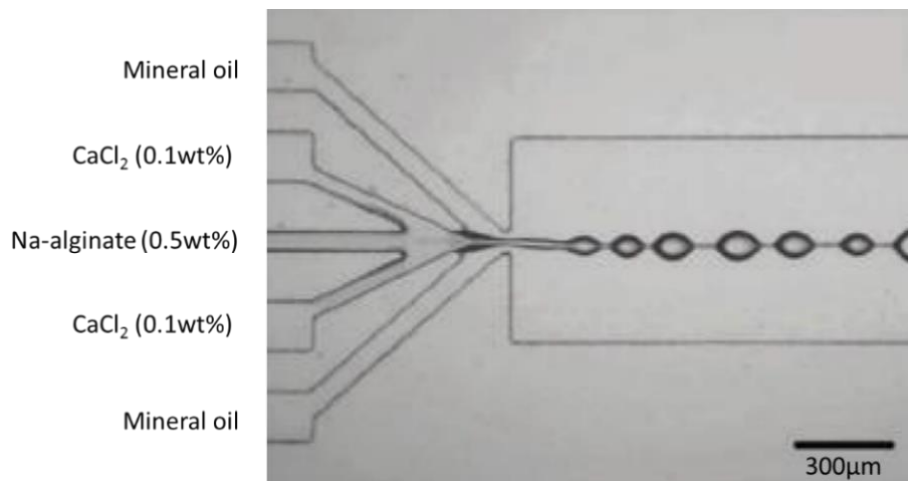 Mineral oil
CaCl₂ (0.1wt%)
Na-alginate (0.5wt%)
CaCl₂ (0.1wt%)
Mineral oil
300μm